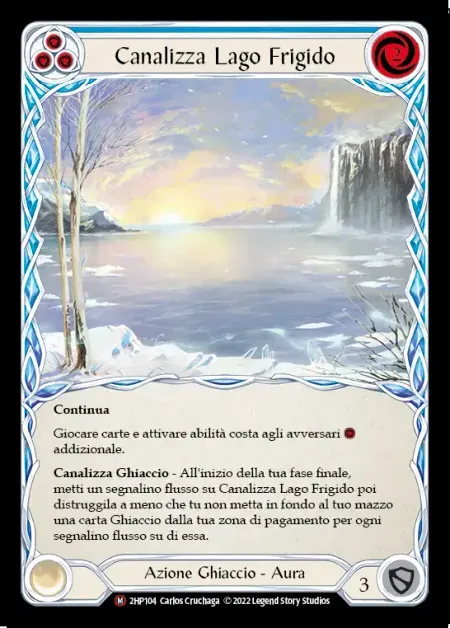 Canalizza Lago Frigido
2
Continua
Giocare carte e attivare abilità costa agli avversari
addizionale.
Canalizza Ghiaccio - All'inizio della tua fase finale,
metti un segnalino flusso su Canalizza Lago Frigido poi
distruggila a meno che tu non metta in fondo al tuo mazzo
una carta Ghiaccio dalla tua zona di pagamento per ogni
segnalino flusso su di essa.
Azione Ghiaccio - Aura
3
M 2HP104 Carlos Cruchaga © 2022 Legend Story Studios